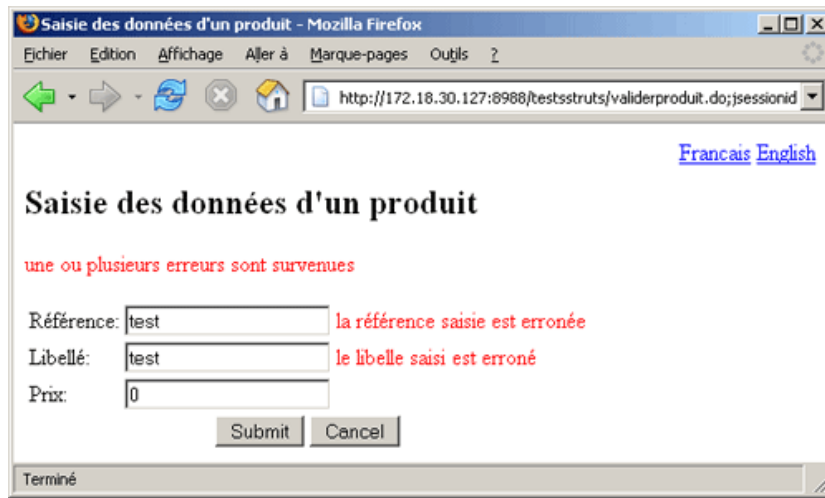 Saisie des données d'un produit - Mozilla Firefox
Fichier Edition Affichage Aller à Marque-pages Outils ?
http://172.18.30.127:8988/testsstruts/validerproduit.do;jsessionid
Francais English
Saisie des données d'un produit
une ou plusieurs erreurs sont survenues
Référence: test la référence saisie est erronée
Libellé: test le libelle saisi est erroné
Prix: 0
Submit Cancel
Terminé